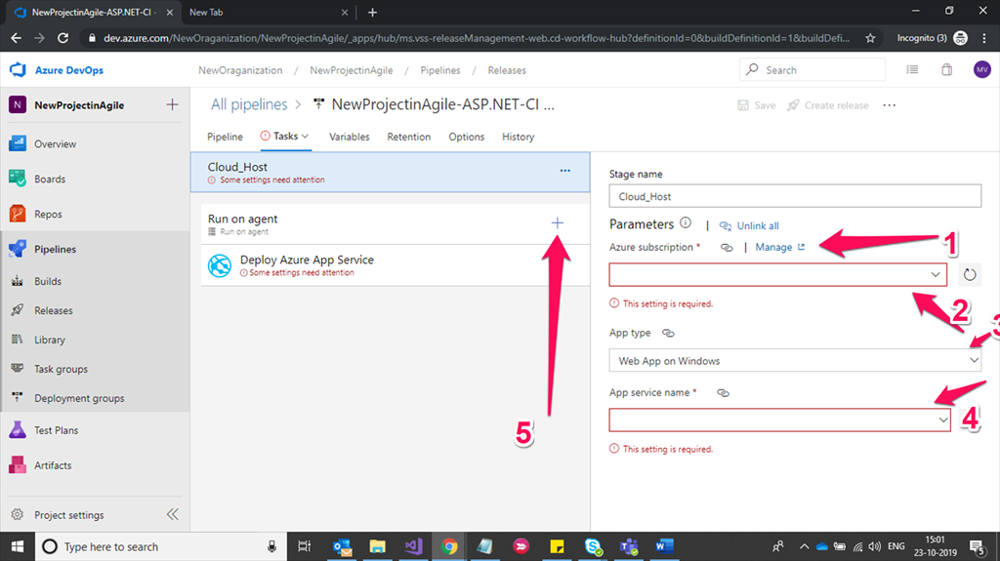 NewProjectinAgile-ASP.NET-CI -
New Tab
dev.azure.com/NewOraganization/NewProjectinAgile/_apps/hub/ms.vss-releaseManagement-web.cd-workflow-hub?definitionId=0&buildDefinitionId=1&buildDefi...
Incognito (3)
Azure DevOps
NewOraganization / NewProjectinAgile / Pipelines / Releases
Search
MV
N NewProjectinAgile
Overview
Boards
Repos
Pipelines
Builds
Releases
Library
Task groups
Deployment groups
Test Plans
Artifacts
Project settings
All pipelines > NewProjectinAgile-ASP.NET-CI ...
Save
Create release
Pipeline Tasks Variables Retention Options History
Cloud_Host
Some settings need attention
Run on agent
Run on agent
Deploy Azure App Service
Some settings need attention
5
Stage name
Cloud_Host
Parameters | Unlink all
Azure subscription * | Manage
1
This setting is required.
2
App type
3
Web App on Windows
App service name *
4
This setting is required.
Type here to search
ENG
15:01
23-10-2019
5